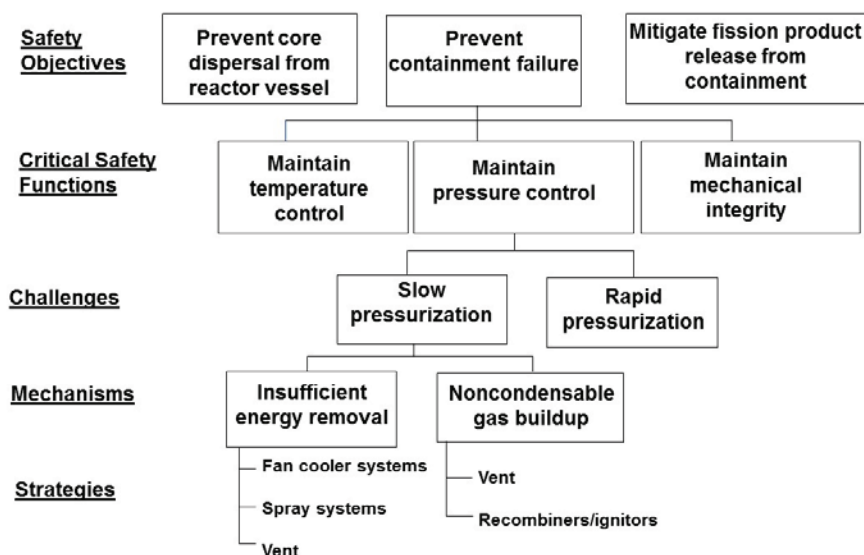 Safety
Objectives
Prevent core
dispersal from
reactor vessel
Prevent
containment failure
Mitigate fission product
release from
containment
Critical Safety
Functions
Maintain
temperature
control
Maintain
pressure control
Maintain
mechanical
integrity
Challenges
Slow
pressurization
Rapid
pressurization
Mechanisms
Insufficient
energy removal
Noncondensable
gas buildup
Strategies
Fan cooler systems
Spray systems
Vent
Vent
Recombiners/ignitors